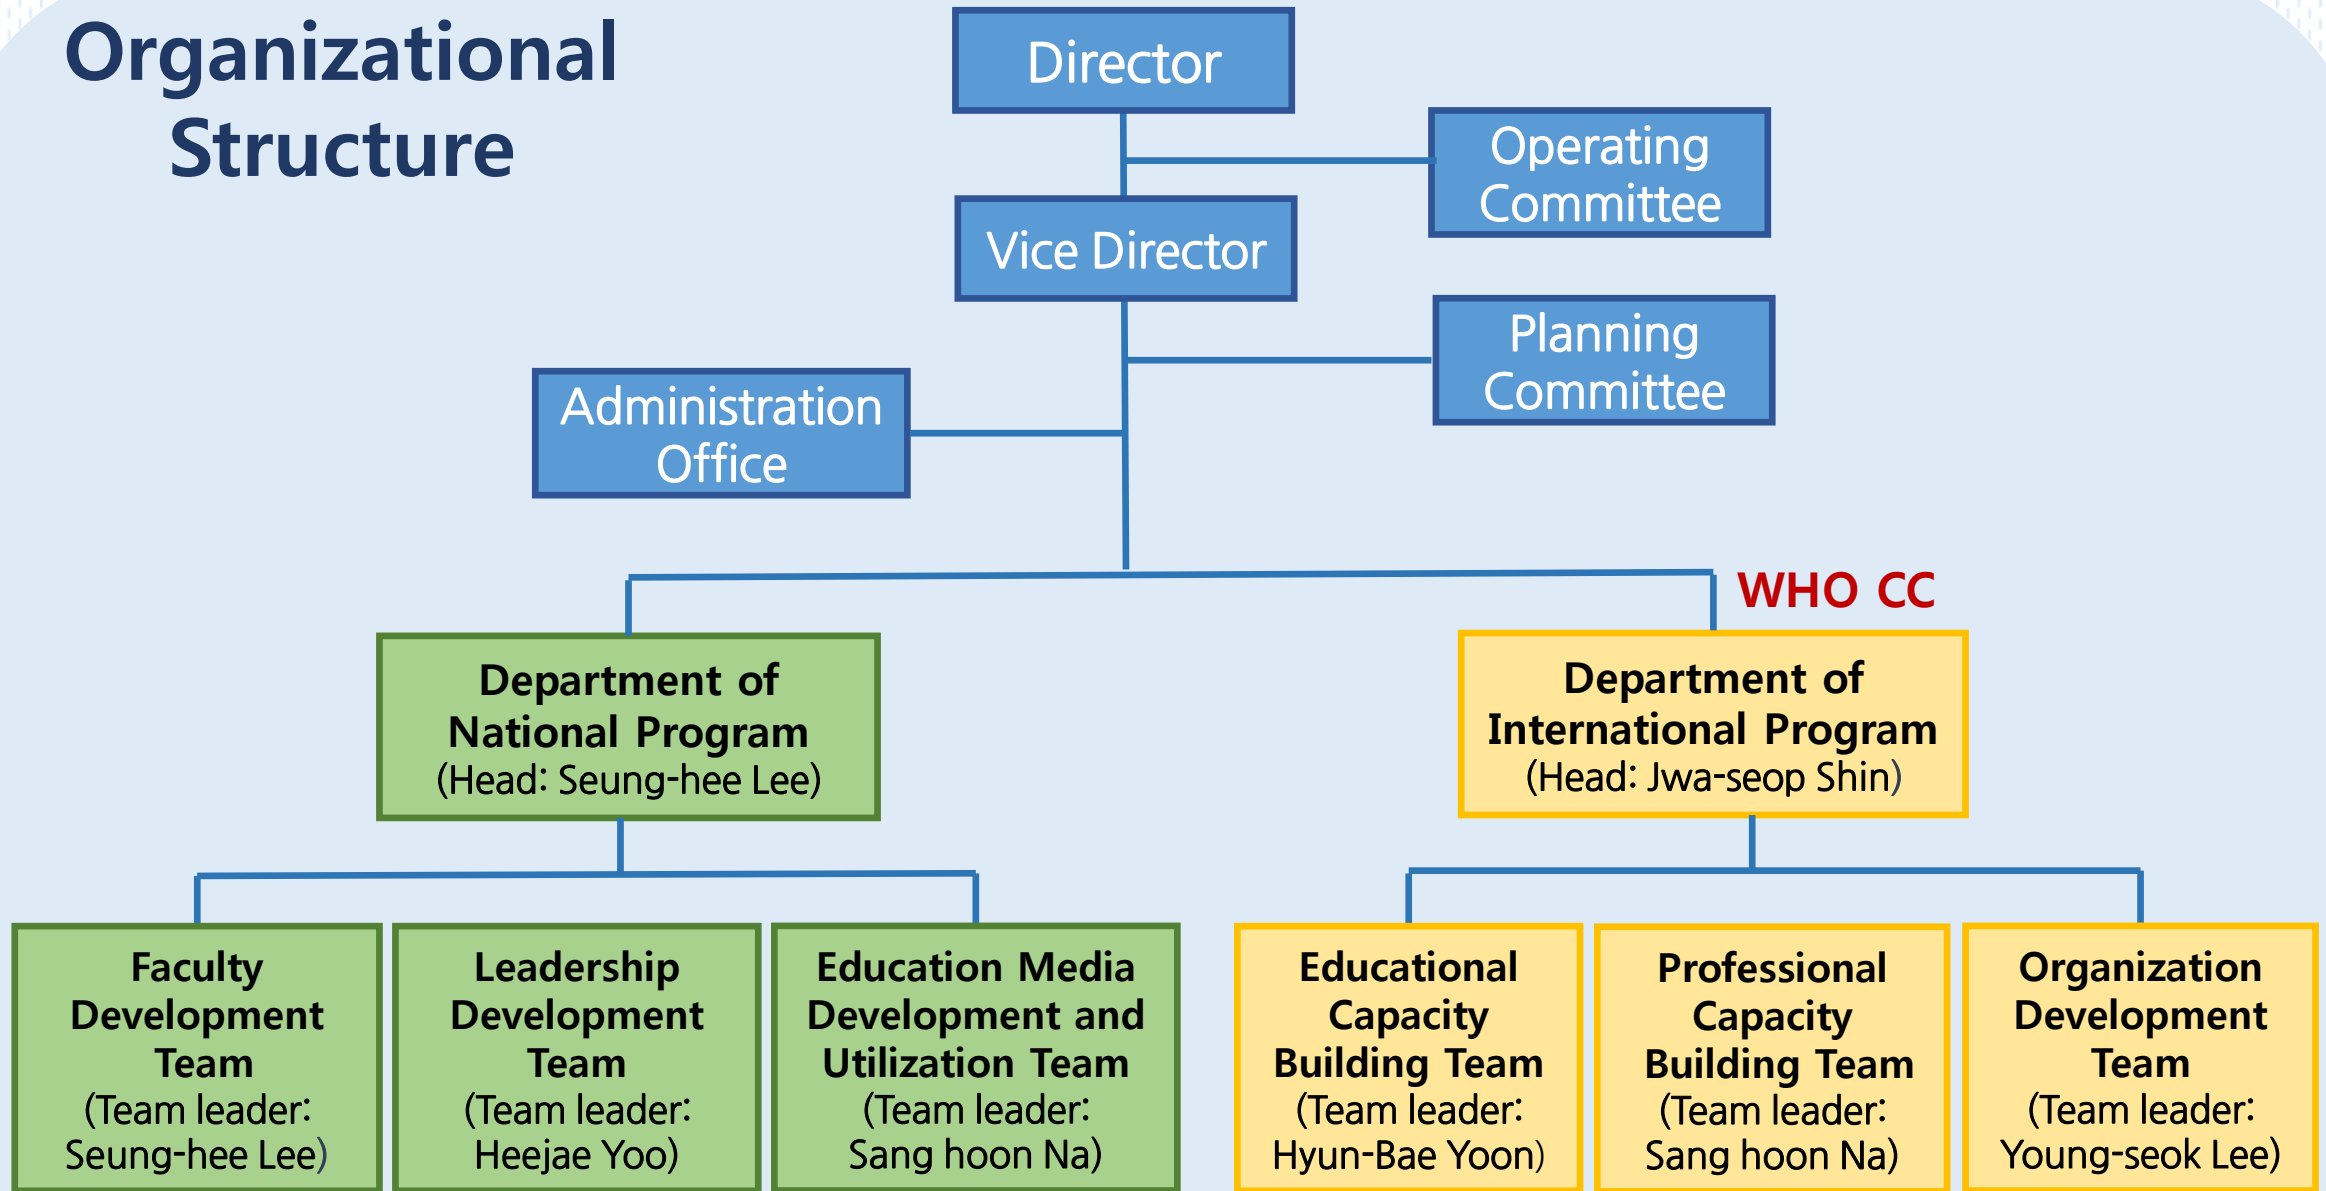 Organizational
Structure
Director
Operating
Committee
Vice Director
Planning
Committee
Administration
Office
WHO CC
Department of
National Program
(Head: Seung-hee Lee)
Department of
International Program
(Head: Jwa-seop Shin)
Faculty
Development
Team
(Team leader:
Seung-hee Lee)
Leadership
Development
Team
(Team leader:
Heejae Yoo)
Education Media
Development and
Utilization Team
(Team leader:
Sang hoon Na)
Educational
Capacity
Building Team
(Team leader:
Hyun-Bae Yoon)
Professional
Capacity
Building Team
(Team leader:
Sang hoon Na)
Organization
Development
Team
(Team leader:
Young-seok Lee)